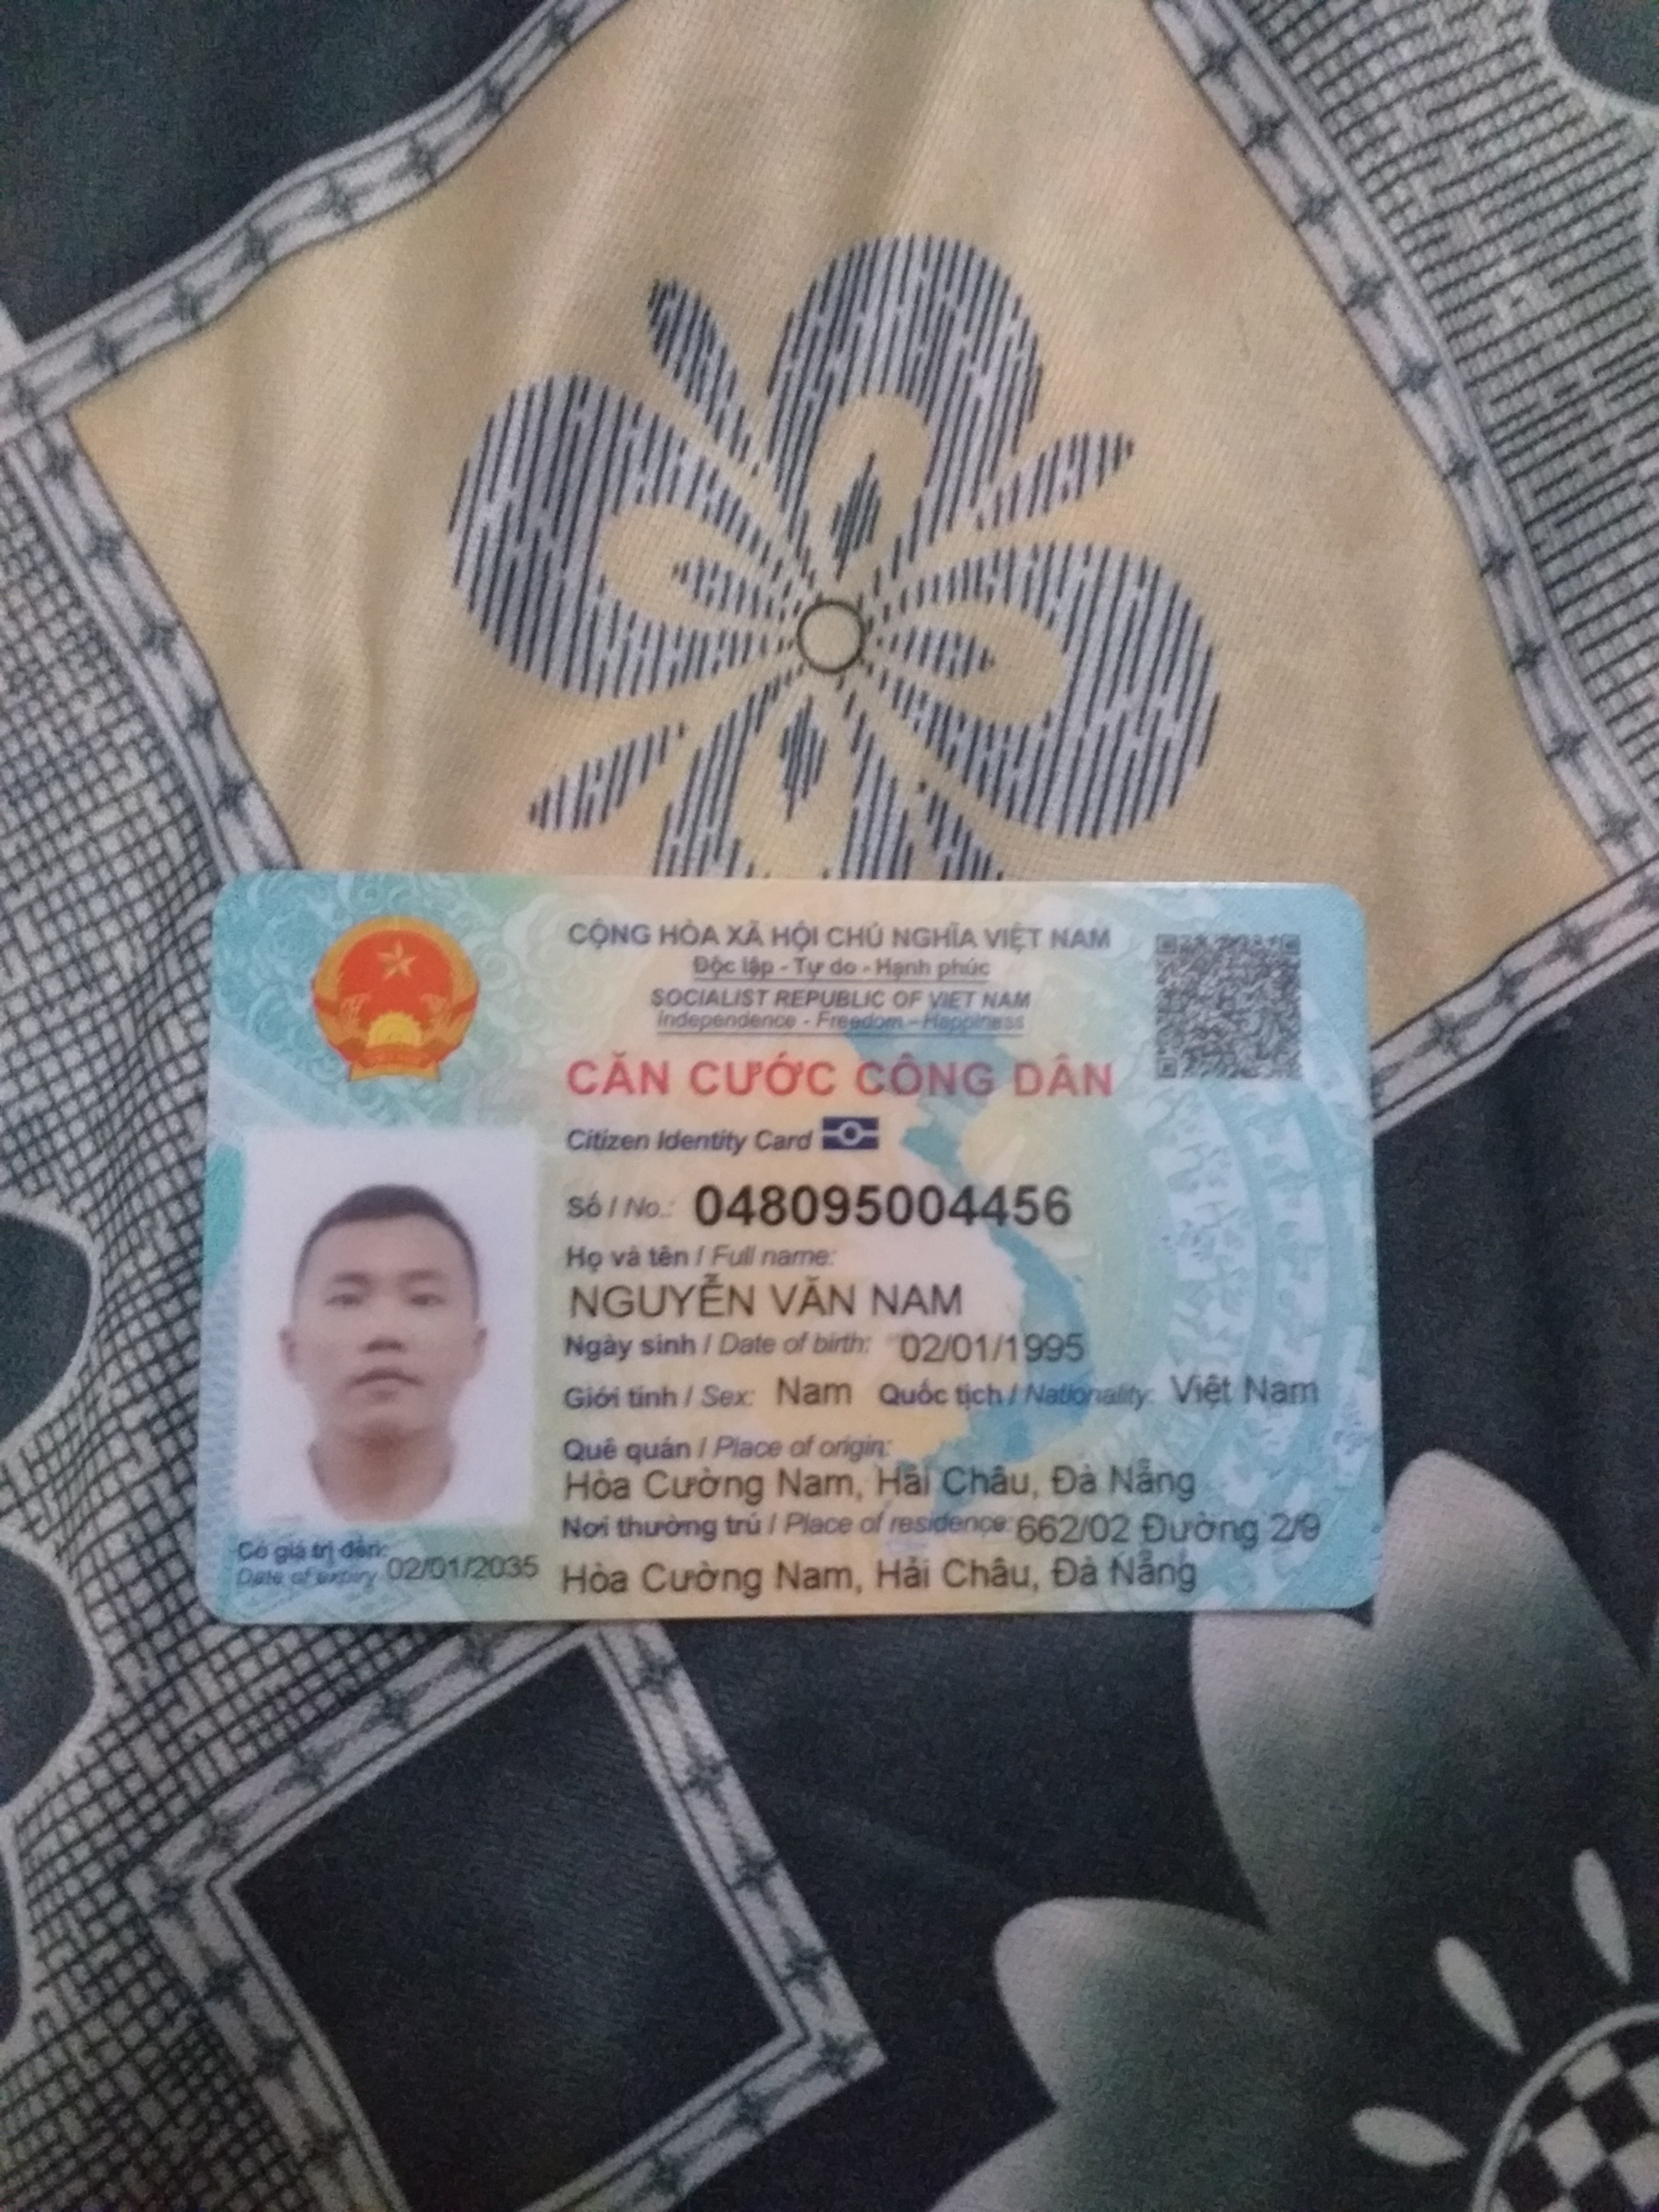 CỘNG HÒA XÃ HỘI CHỦ NGHĨA VIỆT NAM
Độc lập - Tự do - Hạnh phúc
SOCIALIST REPUBLIC OF VIET NAM
Independence - Freedom - Happiness
CĂN CƯỚC CÔNG DÂN
Citizen Identity Card
Số / No.: 048095004456
Họ và tên / Full name:
NGUYỄN VĂN NAM
Ngày sinh / Date of birth: 02/01/1995
Giới tính / Sex: Nam Quốc tịch / Nationality: Việt Nam
Quê quán / Place of origin:
Hòa Cường Nam, Hải Châu, Đà Nẵng
Nơi thường trú / Place of residence: 662/02 Đường 2/9
Hòa Cường Nam, Hải Châu, Đà Nẵng
Có giá trị đến:
Date of expiry 02/01/2035